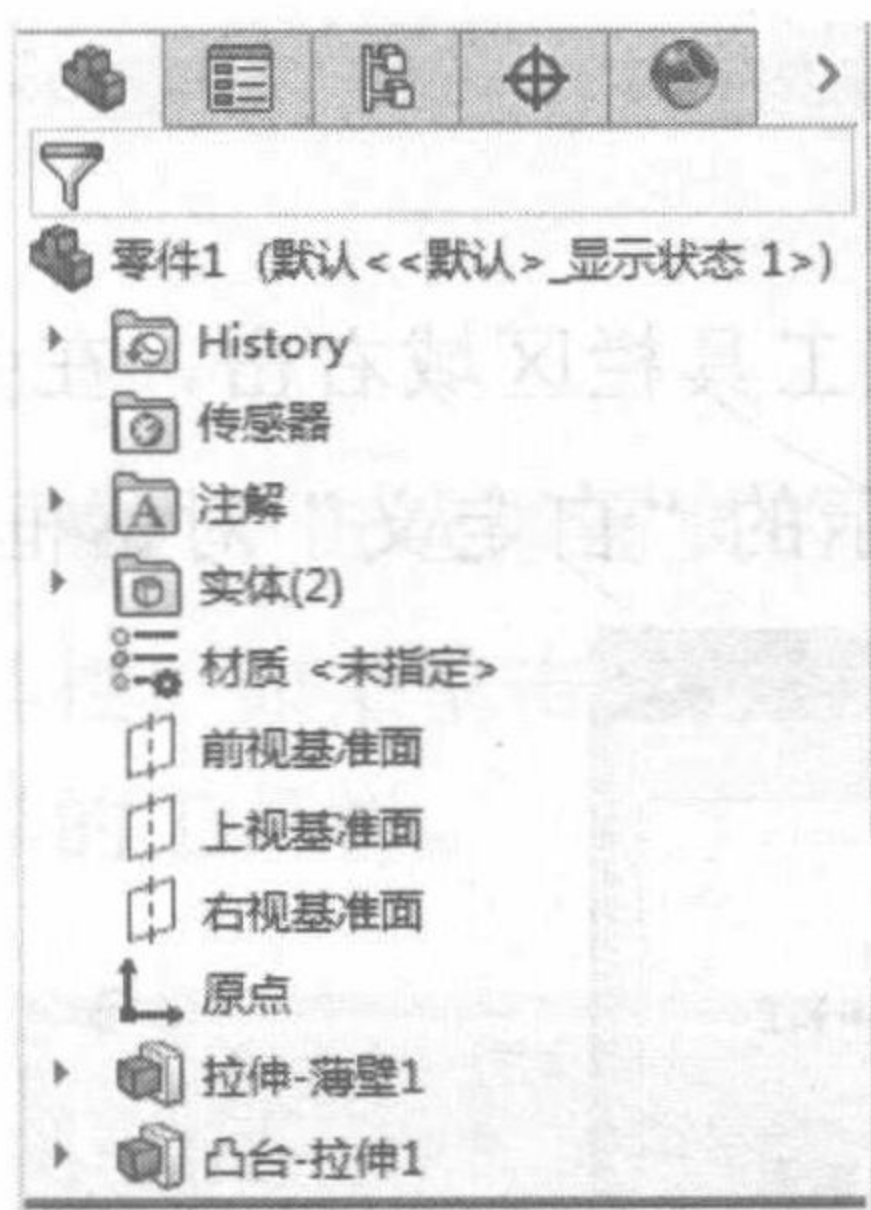 零件1 (默认<<默认>_显示状态 1>)
History
传感器
注解
实体(2)
材质 <未指定>
前视基准面
上视基准面
右视基准面
原点
拉伸-薄壁1
凸台-拉伸1